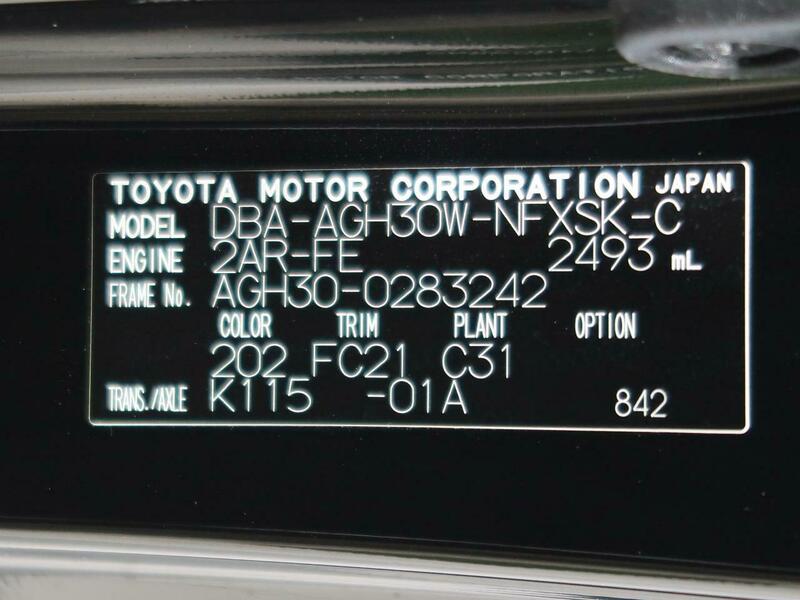 TOYOTA MOTOR CORPORATION JAPAN
MODEL DBA-AGH30W-NFXSK-C
ENGINE 2AR-FE 2493 mL
FRAME No. AGH30-0283242
COLOR TRIM PLANT OPTION
202 FC21 C31
TRANS./AXLE K115 -01A 842